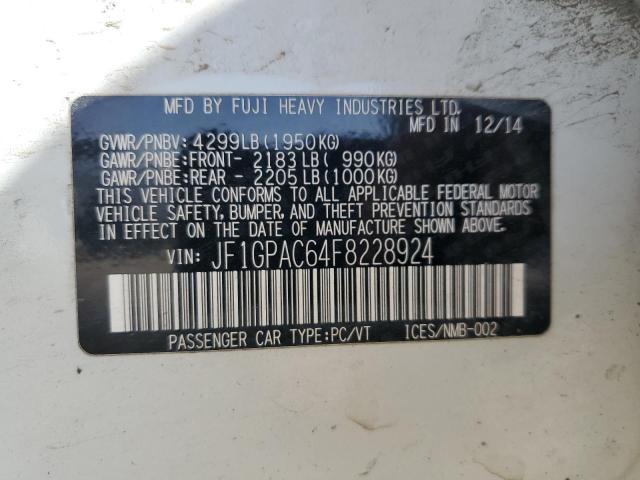 MFD BY FUJI HEAVY INDUSTRIES LTD.
MFD IN 12/14
GVWR/PNBV: 4299LB(1950KG)
GAWR/PNBE:FRONT- 2183LB( 990KG)
GAWR/PNBE:REAR - 2205LB(1000KG)
THIS VEHICLE CONFORMS TO ALL APPLICABLE FEDERAL MOTOR
VEHICLE SAFETY, BUMPER, AND THEFT PREVENTION STANDARDS
IN EFFECT ON THE DATE OF MANUFACTURE SHOWN ABOVE.
VIN: JF1GPAC64F8228924
PASSENGER CAR TYPE:PC/VT ICES/NMB-002